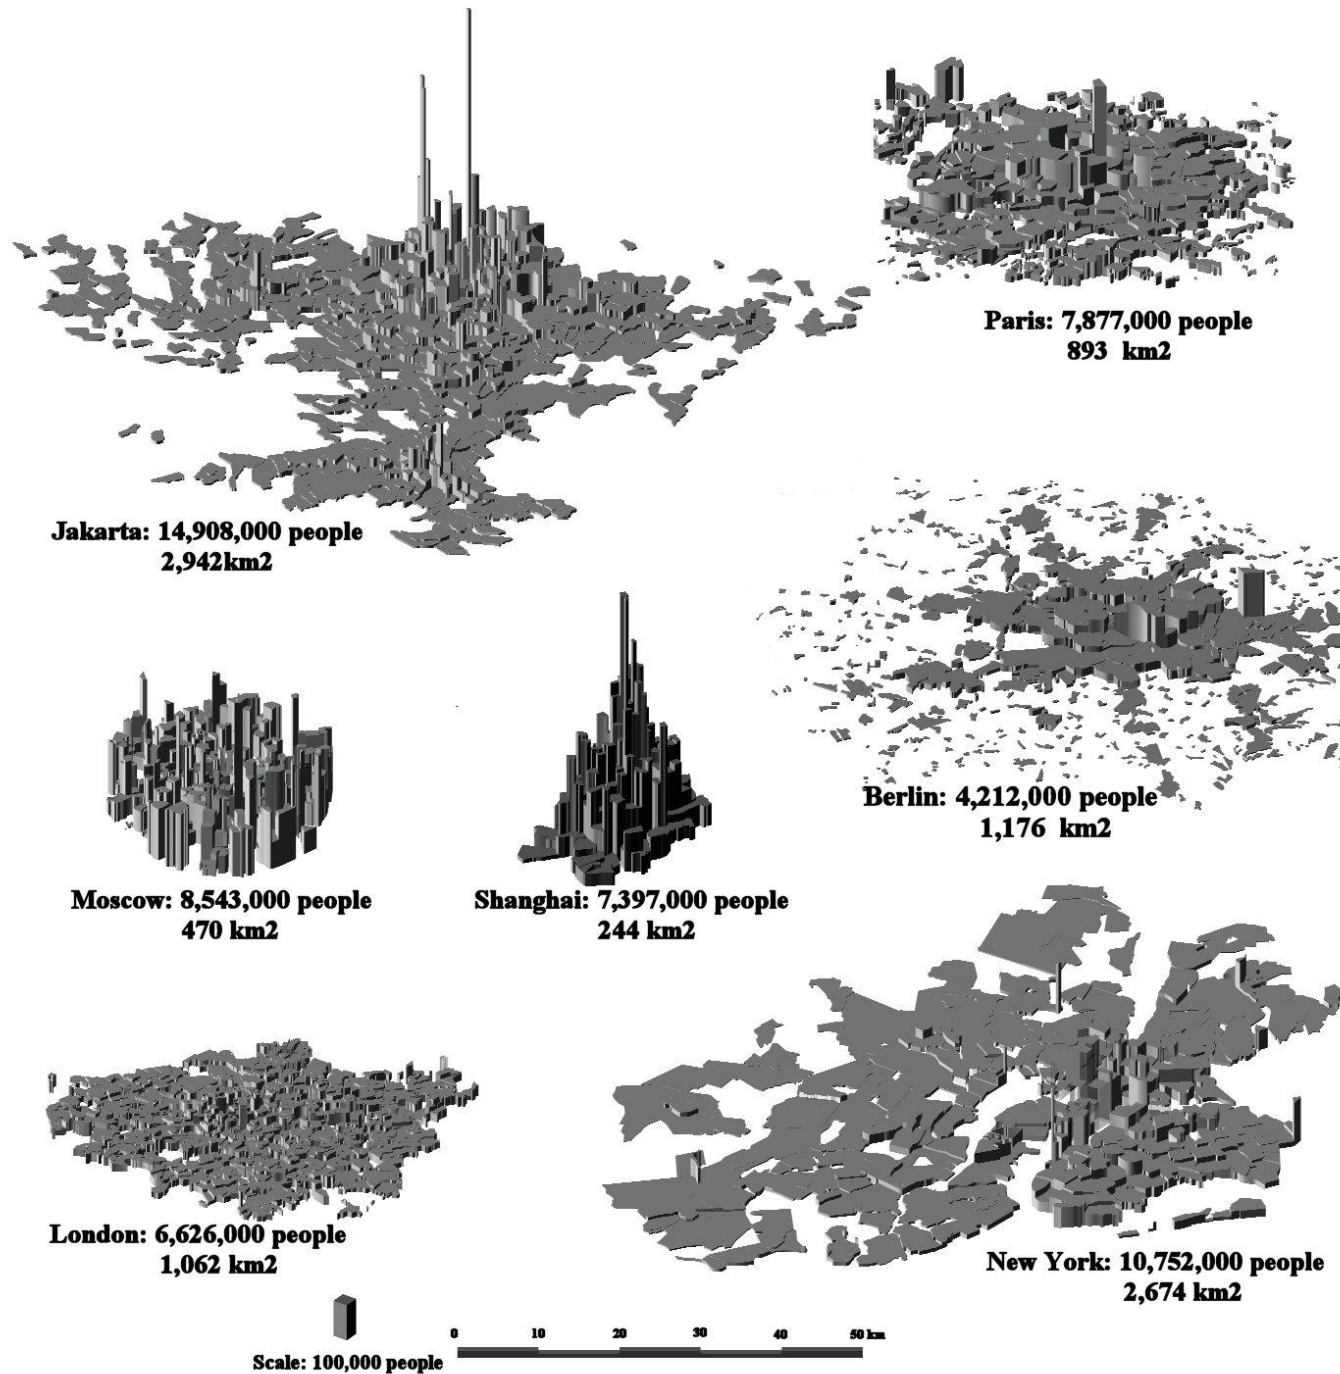 Paris: 7,877,000 people
893 km2
Jakarta: 14,908,000 people
2,942km2
Berlin: 4,212,000 people
1,176 km2
Moscow: 8,543,000 people
470 km2
Shanghai: 7,397,000 people
244 km2
London: 6,626,000 people
1,062 km2
New York: 10,752,000 people
2,674 km2
0 10 20 30 40 50 km
Scale: 100,000 people